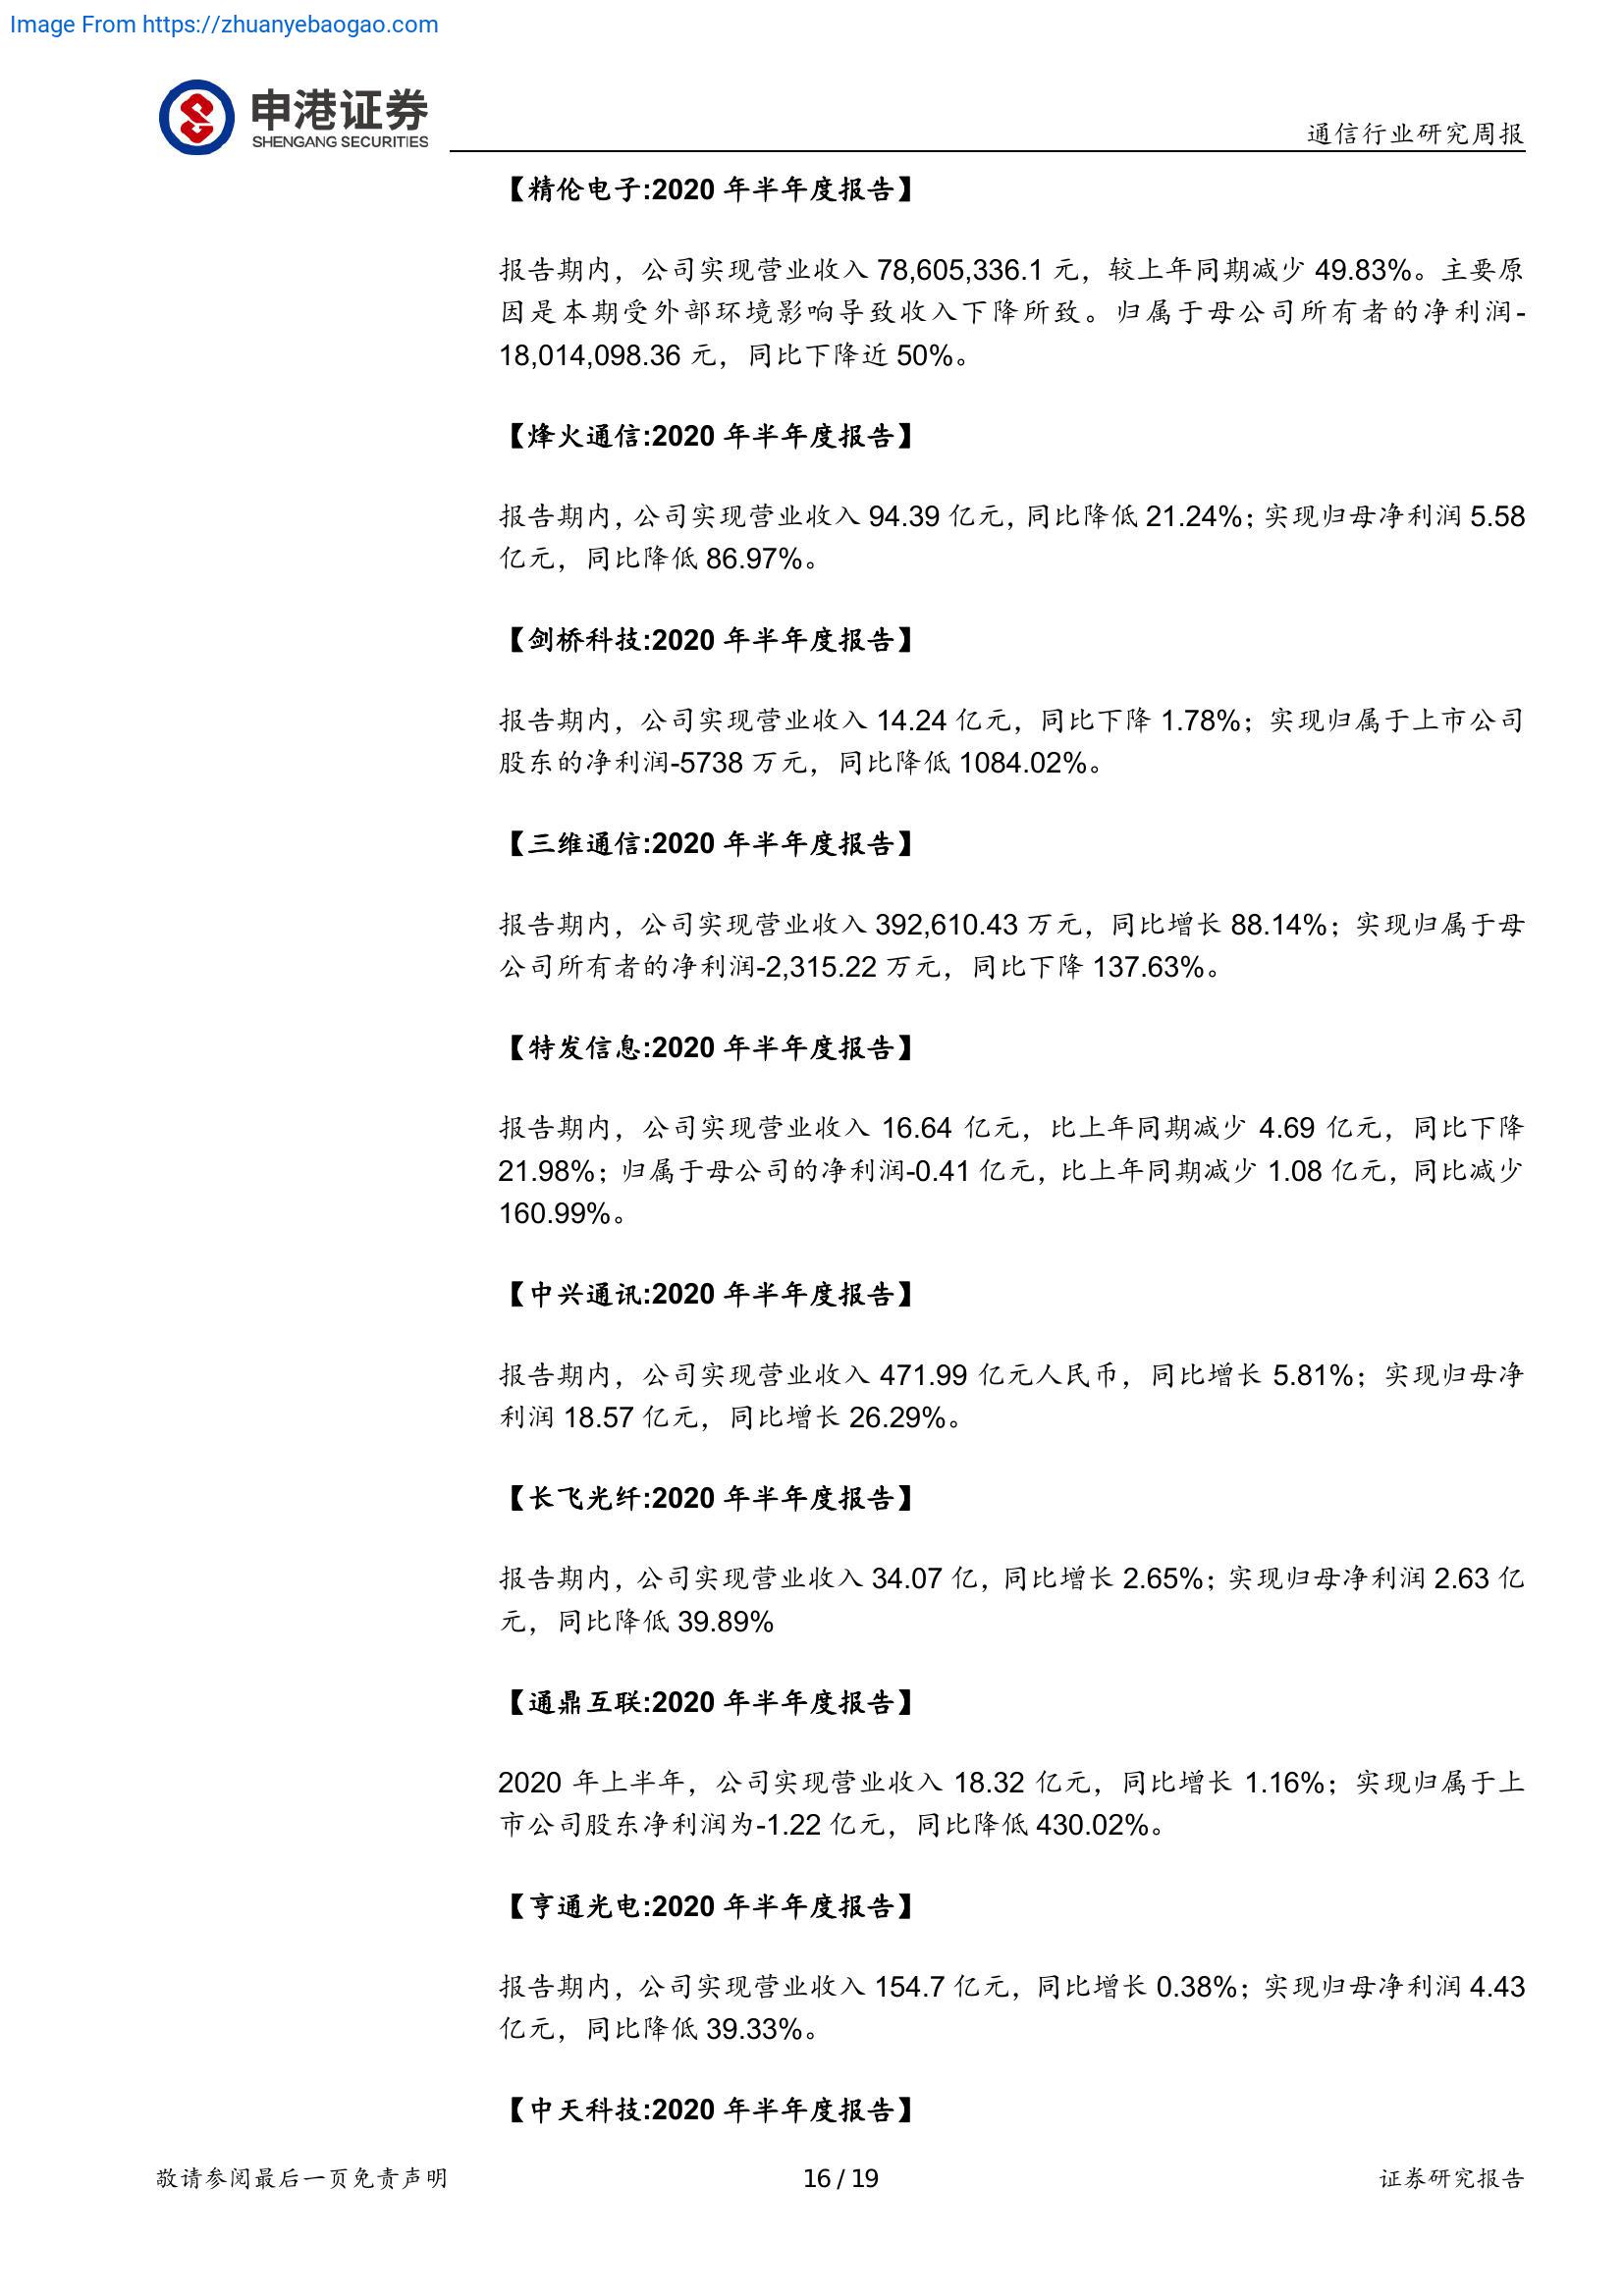 Image From https://zhuanyebaogao.com
申港证券
SHENGANG SECURITIES
通信行业研究周报
【精伦电子:2020 年半年度报告】
报告期内，公司实现营业收入 78,605,336.1 元，较上年同期减少 49.83%。主要原
因是本期受外部环境影响导致收入下降所致。归属于母公司所有者的净利润-
18,014,098.36 元，同比下降近 50%。
【烽火通信:2020 年半年度报告】
报告期内，公司实现营业收入 94.39 亿元，同比降低 21.24%；实现归母净利润 5.58
亿元，同比降低 86.97%。
【剑桥科技:2020 年半年度报告】
报告期内，公司实现营业收入 14.24 亿元，同比下降 1.78%；实现归属于上市公司
股东的净利润-5738 万元，同比降低 1084.02%。
【三维通信:2020 年半年度报告】
报告期内，公司实现营业收入 392,610.43 万元，同比增长 88.14%；实现归属于母
公司所有者的净利润-2,315.22 万元，同比下降 137.63%。
【特发信息:2020 年半年度报告】
报告期内，公司实现营业收入 16.64 亿元，比上年同期减少 4.69 亿元，同比下降
21.98%；归属于母公司的净利润-0.41 亿元，比上年同期减少 1.08 亿元，同比减少
160.99%。
【中兴通讯:2020 年半年度报告】
报告期内，公司实现营业收入 471.99 亿元人民币，同比增长 5.81%；实现归母净
利润 18.57 亿元，同比增长 26.29%。
【长飞光纤:2020 年半年度报告】
报告期内，公司实现营业收入 34.07 亿，同比增长 2.65%；实现归母净利润 2.63 亿
元，同比降低 39.89%
【通鼎互联:2020 年半年度报告】
2020 年上半年，公司实现营业收入 18.32 亿元，同比增长 1.16%；实现归属于上
市公司股东净利润为-1.22 亿元，同比降低 430.02%。
【亨通光电:2020 年半年度报告】
报告期内，公司实现营业收入 154.7 亿元，同比增长 0.38%；实现归母净利润 4.43
亿元，同比降低 39.33%。
【中天科技:2020 年半年度报告】
敬请参阅最后一页免责声明
16 / 19
证券研究报告